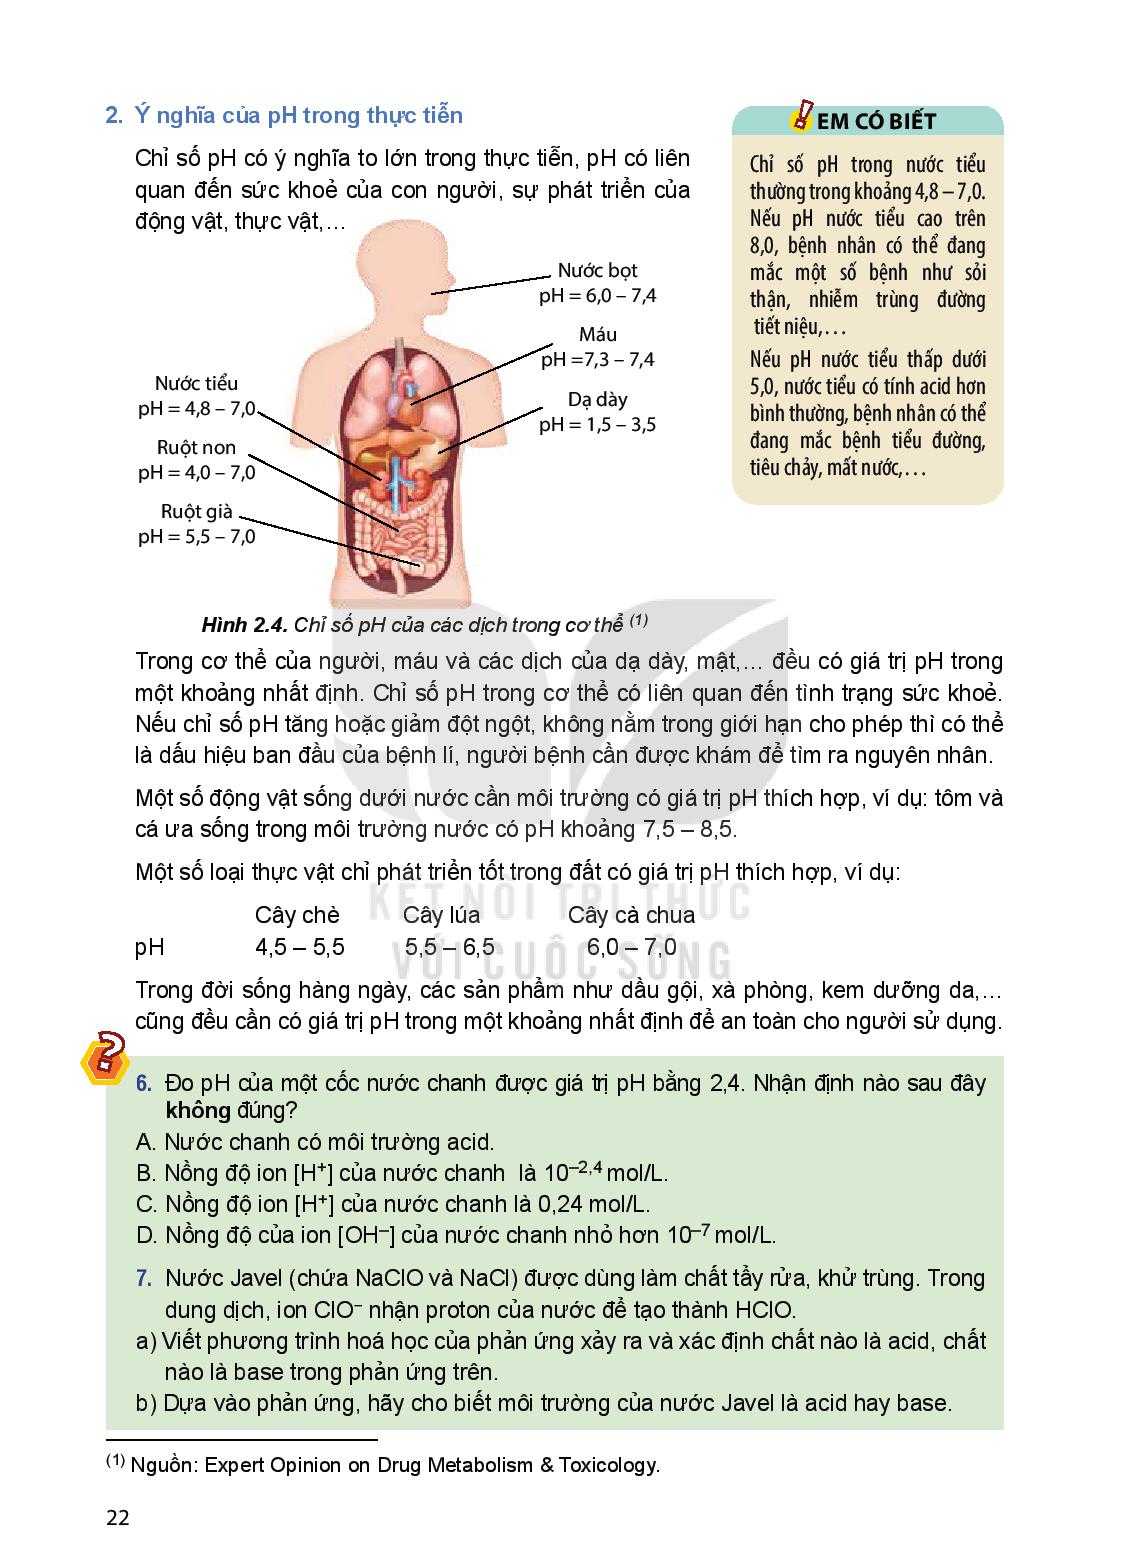 2. Ý nghĩa của pH trong thực tiễn
Chỉ số pH có ý nghĩa to lớn trong thực tiễn, pH có liên
quan đến sức khoẻ của con người, sự phát triển của
động vật, thực vật,…
EM CÓ BIẾT
Chỉ số pH trong nước tiểu
thường trong khoảng 4,8 – 7,0.
Nếu pH nước tiểu cao trên
8,0, bệnh nhân có thể đang
mắc một số bệnh như sỏi
thận, nhiễm trùng đường
tiết niệu,…
Nếu pH nước tiểu thấp dưới
5,0, nước tiểu có tính acid hơn
bình thường, bệnh nhân có thể
đang mắc bệnh tiểu đường,
tiêu chảy, mất nước,…
Nước bọt
pH = 6,0 – 7,4
Máu
pH =7,3 – 7,4
Dạ dày
pH = 1,5 – 3,5
Nước tiểu
pH = 4,8 – 7,0
Ruột non
pH = 4,0 – 7,0
Ruột già
pH = 5,5 – 7,0
Hình 2.4. Chỉ số pH của các dịch trong cơ thể (1)
Trong cơ thể của người, máu và các dịch của dạ dày, mật,… đều có giá trị pH trong
một khoảng nhất định. Chỉ số pH trong cơ thể có liên quan đến tình trạng sức khoẻ.
Nếu chỉ số pH tăng hoặc giảm đột ngột, không nằm trong giới hạn cho phép thì có thể
là dấu hiệu ban đầu của bệnh lí, người bệnh cần được khám để tìm ra nguyên nhân.
Một số động vật sống dưới nước cần môi trường có giá trị pH thích hợp, ví dụ: tôm và
cá ưa sống trong môi trường nước có pH khoảng 7,5 – 8,5.
Một số loại thực vật chỉ phát triển tốt trong đất có giá trị pH thích hợp, ví dụ:
KẾT NỐI TRI THỨC
Cây chè Cây lúa Cây cà chua
pH 4,5 – 5,5 5,5 – 6,5 6,0 – 7,0
VỚI CUỘC SỐNG
Trong đời sống hàng ngày, các sản phẩm như dầu gội, xà phòng, kem dưỡng da,…
cũng đều cần có giá trị pH trong một khoảng nhất định để an toàn cho người sử dụng.
6. Đo pH của một cốc nước chanh được giá trị pH bằng 2,4. Nhận định nào sau đây
không đúng?
A. Nước chanh có môi trường acid.
B. Nồng độ ion [H⁺] của nước chanh là 10⁻²,⁴ mol/L.
C. Nồng độ ion [H⁺] của nước chanh là 0,24 mol/L.
D. Nồng độ của ion [OH⁻] của nước chanh nhỏ hơn 10⁻⁷ mol/L.
7. Nước Javel (chứa NaClO và NaCl) được dùng làm chất tẩy rửa, khử trùng. Trong
dung dịch, ion ClO⁻ nhận proton của nước để tạo thành HClO.
a) Viết phương trình hoá học của phản ứng xảy ra và xác định chất nào là acid, chất
nào là base trong phản ứng trên.
b) Dựa vào phản ứng, hãy cho biết môi trường của nước Javel là acid hay base.
(1) Nguồn: Expert Opinion on Drug Metabolism & Toxicology.
22